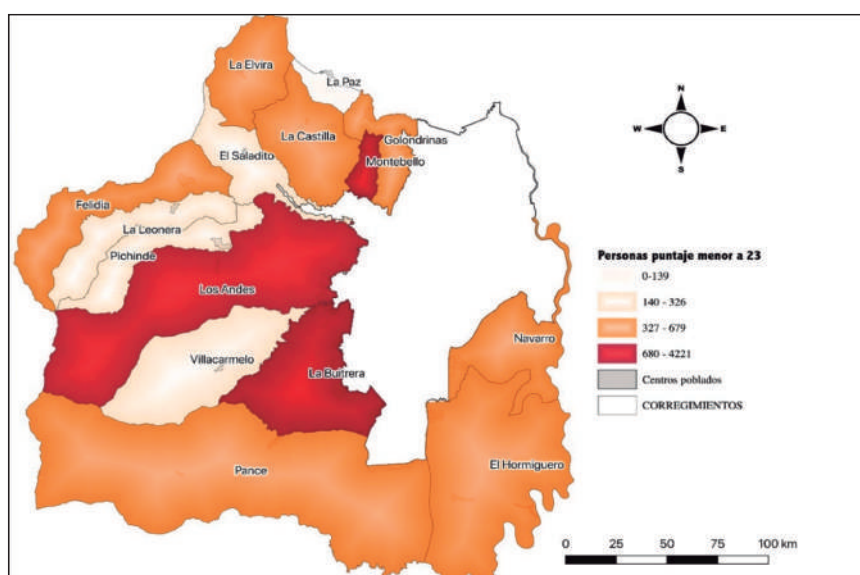 La Elvira
La Paz
La Castilla
Golondrinas
El Saladito
Montebello
Felidia
La Leonera
Pichindé
Los Andes
Villacarmelo
La Buitrera
Navarro
El Hormiguero
Pance
N
W E
S
Personas puntaje menor a 23
0-139
140 - 326
327 - 679
680 - 4221
Centros poblados
CORREGIMIENTOS
0 25 50 75 100 km